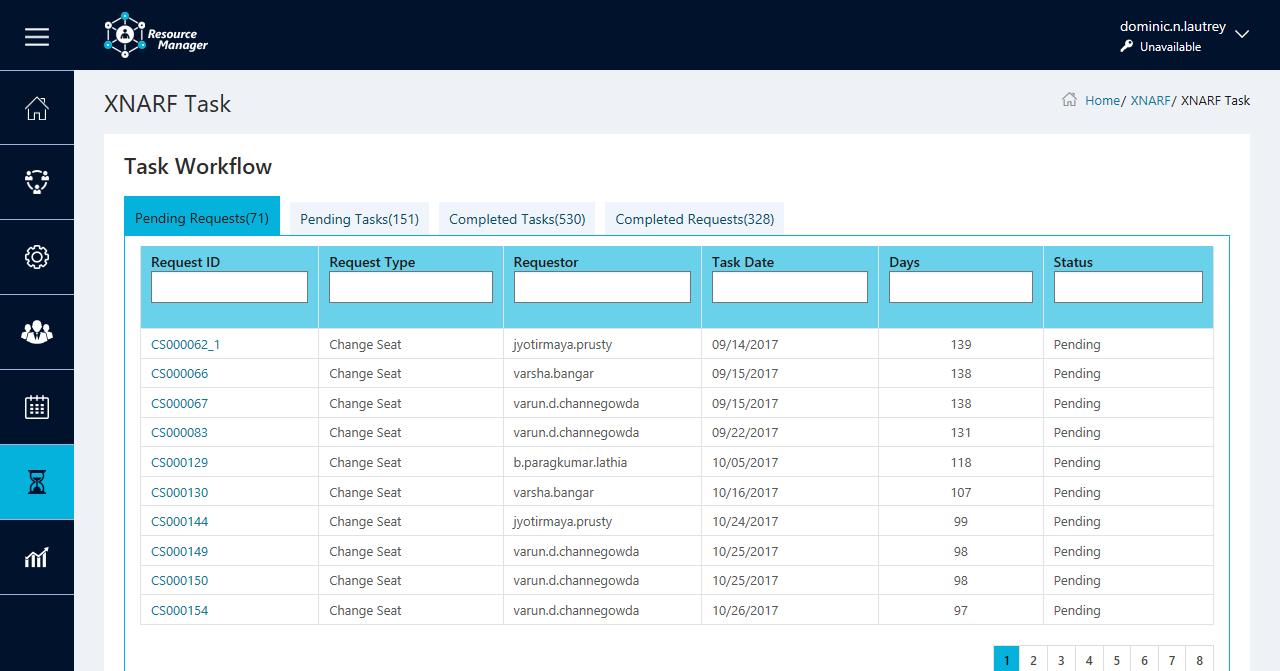 Resource
Manager
dominic.n.lautrey
Unavailable
XNARF Task
Home/ XNARF/ XNARF Task
Task Workflow
Pending Requests(71) Pending Tasks(151) Completed Tasks(530) Completed Requests(328)
Request ID Request Type Requestor Task Date Days Status
CS000062_1 Change Seat jyotirmaya.prusty 09/14/2017 139 Pending
CS000066 Change Seat varsha.bangar 09/15/2017 138 Pending
CS000067 Change Seat varun.d.channegowda 09/15/2017 138 Pending
CS000083 Change Seat varun.d.channegowda 09/22/2017 131 Pending
CS000129 Change Seat b.paragkumar.lathia 10/05/2017 118 Pending
CS000130 Change Seat varsha.bangar 10/16/2017 107 Pending
CS000144 Change Seat jyotirmaya.prusty 10/24/2017 99 Pending
CS000149 Change Seat varun.d.channegowda 10/25/2017 98 Pending
CS000150 Change Seat varun.d.channegowda 10/25/2017 98 Pending
CS000154 Change Seat varun.d.channegowda 10/26/2017 97 Pending
1 2 3 4 5 6 7 8